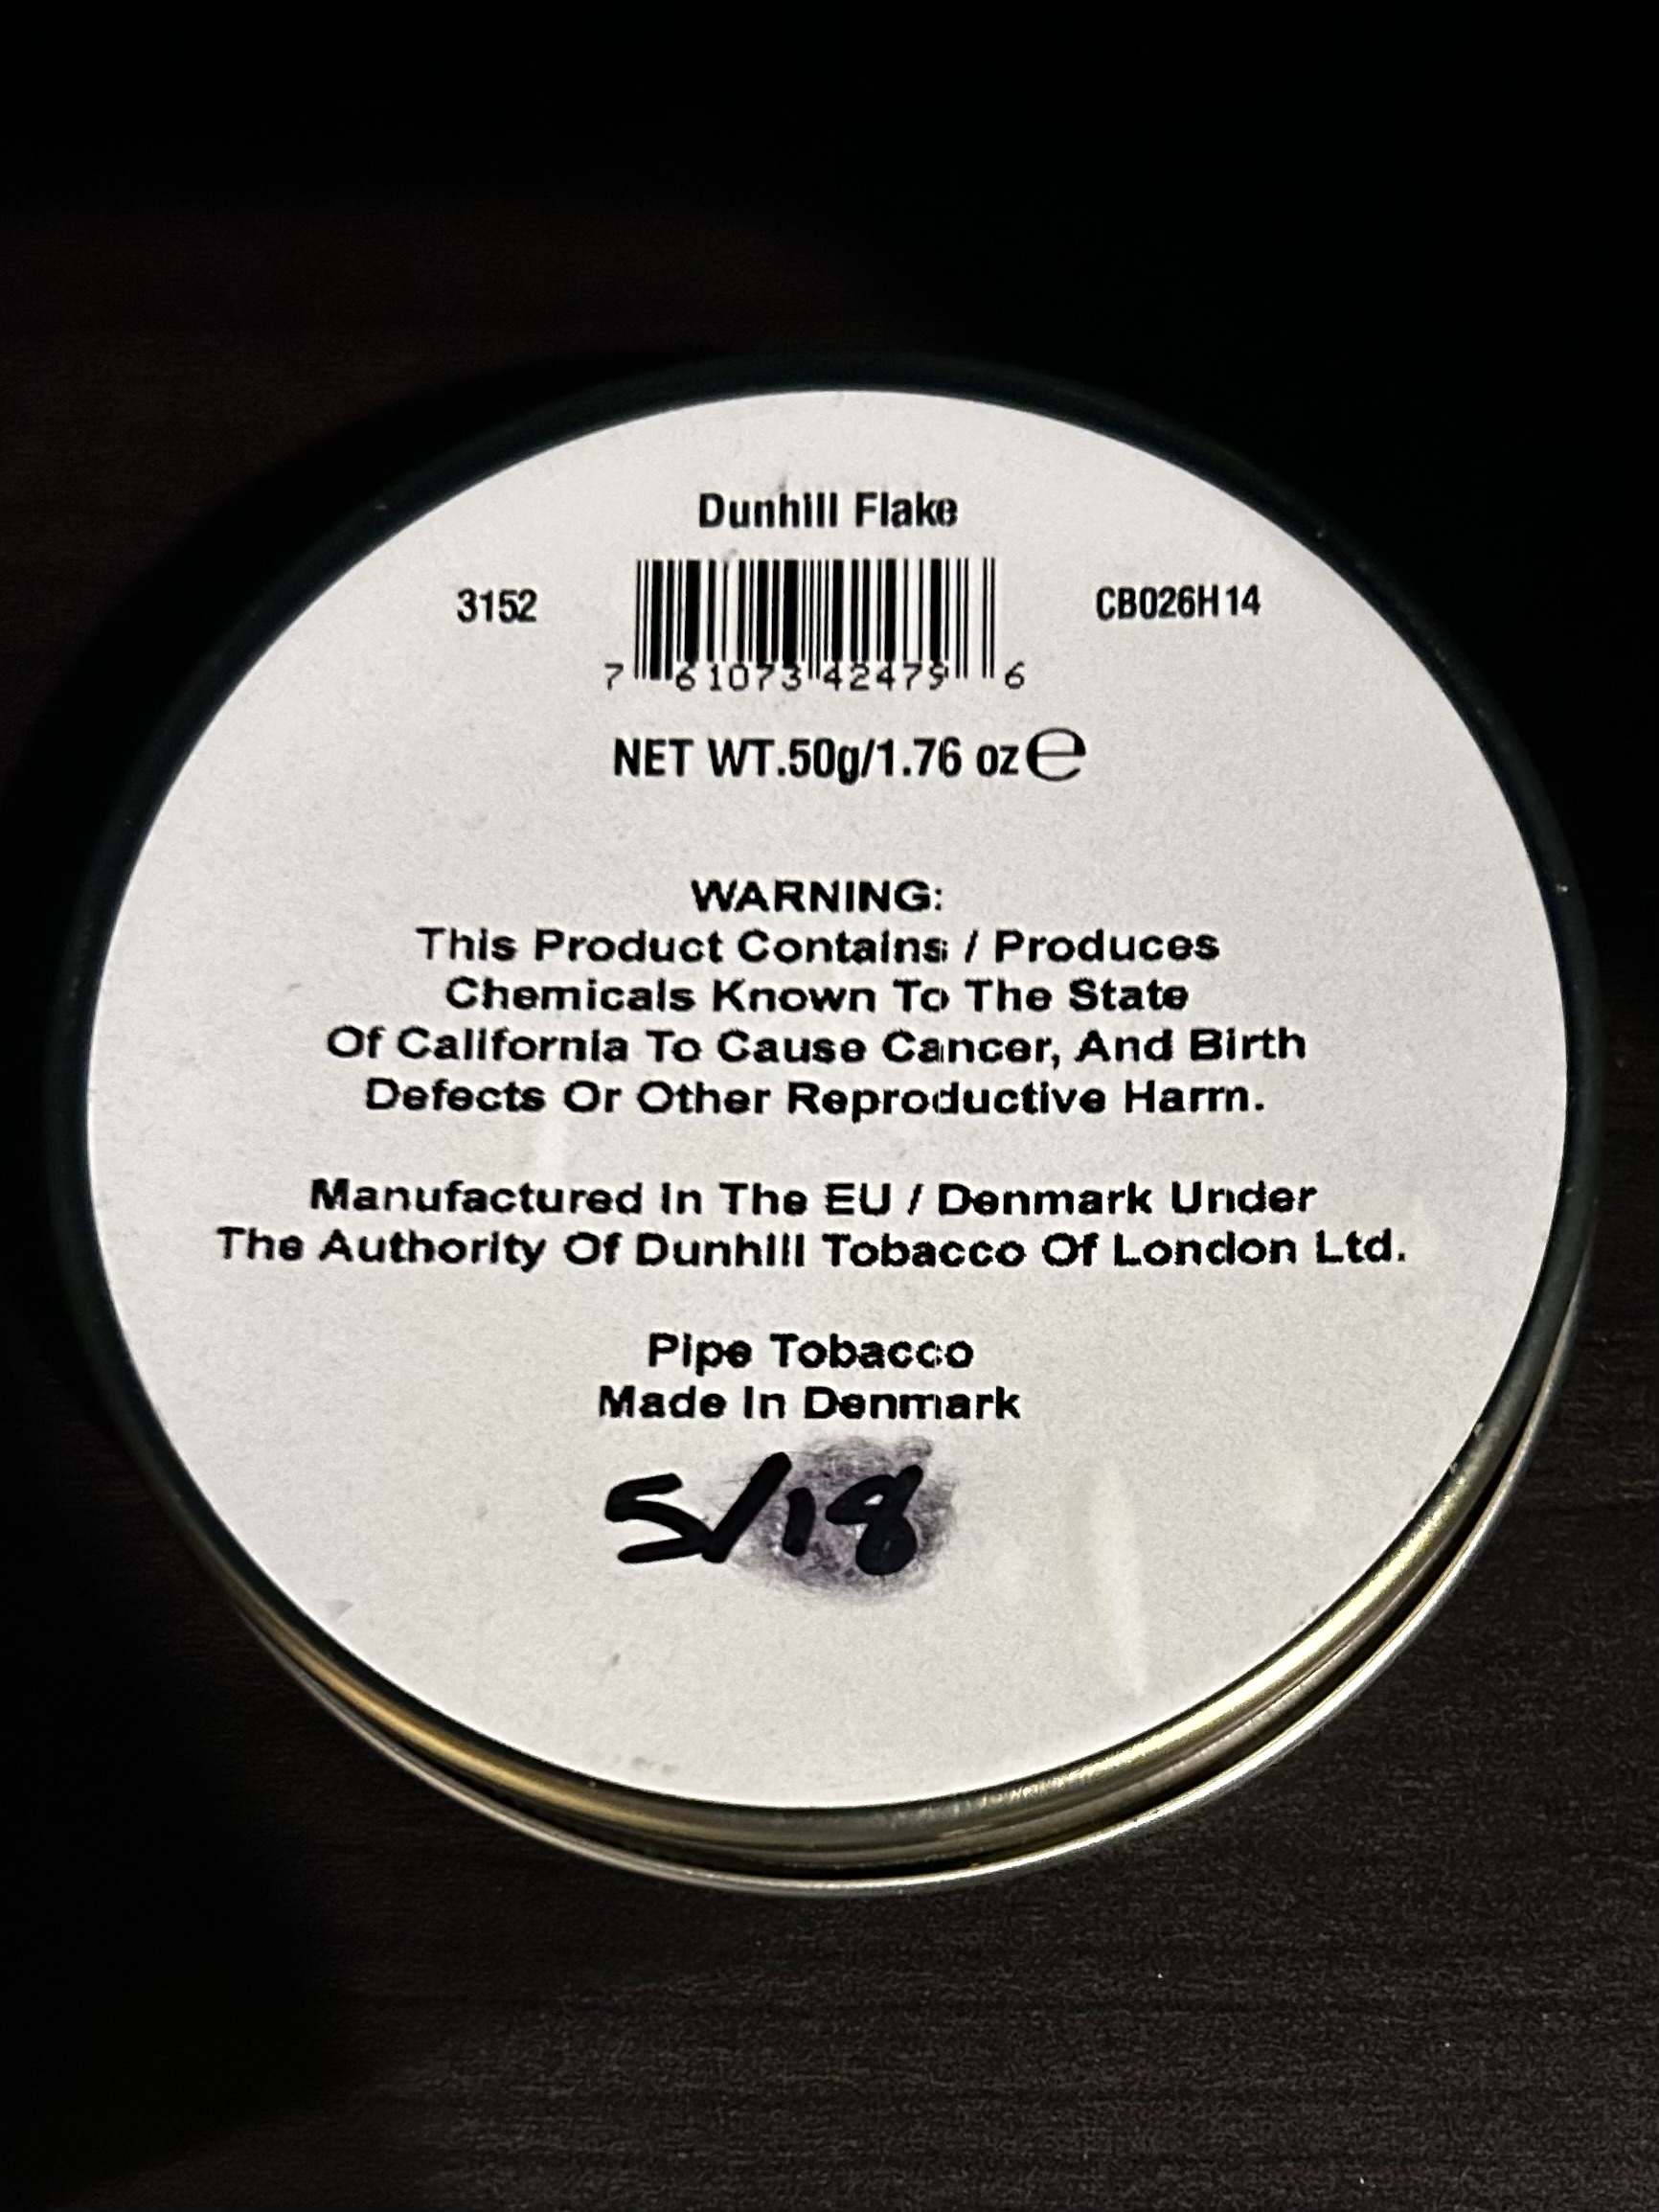 Dunhill Flake
3152
CB026H14
7 61073 42479 6
NET WT.50g/1.76 oz e
WARNING:
This Product Contains / Produces
Chemicals Known To The State
Of California To Cause Cancer, And Birth
Defects Or Other Reproductive Harm.
Manufactured In The EU / Denmark Under
The Authority Of Dunhill Tobacco Of London Ltd.
Pipe Tobacco
Made In Denmark
5/18